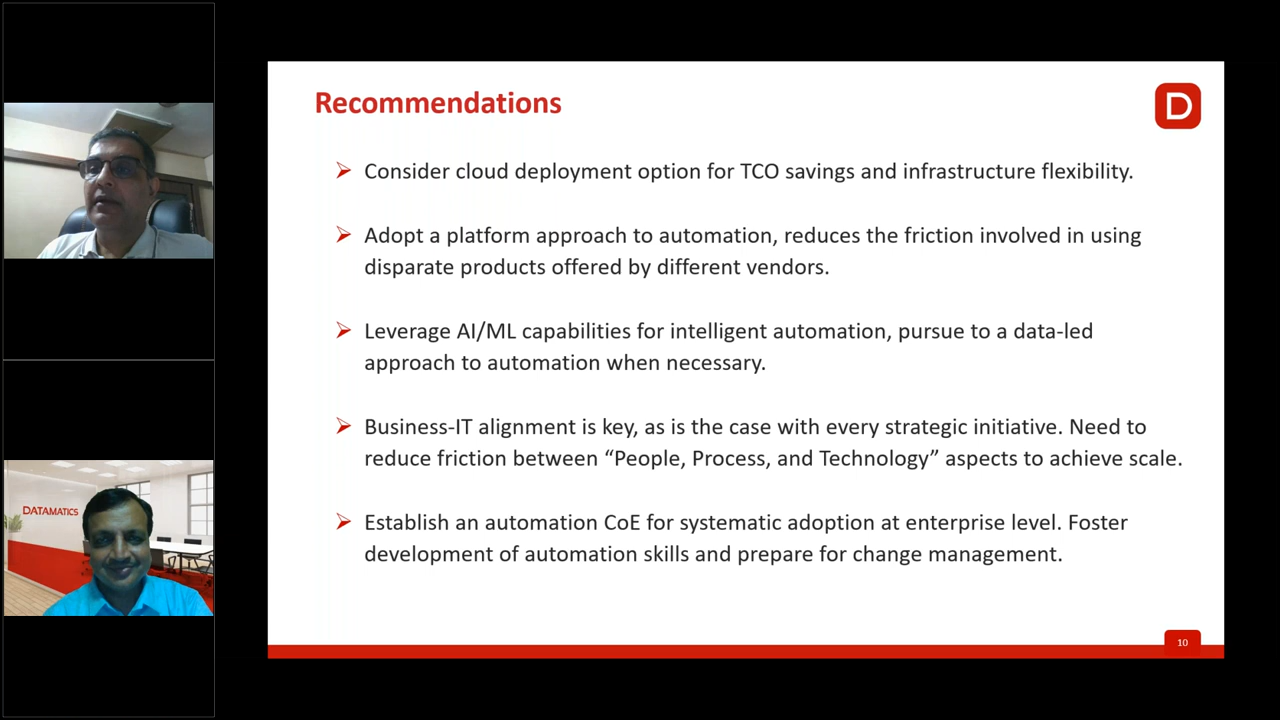 Recommendations
D
Consider cloud deployment option for TCO savings and infrastructure flexibility.
Adopt a platform approach to automation, reduces the friction involved in using
disparate products offered by different vendors.
Leverage AI/ML capabilities for intelligent automation, pursue to a data-led
approach to automation when necessary.
Business-IT alignment is key, as is the case with every strategic initiative. Need to
reduce friction between “People, Process, and Technology” aspects to achieve scale.
Establish an automation CoE for systematic adoption at enterprise level. Foster
development of automation skills and prepare for change management.
10
DATAMATICS